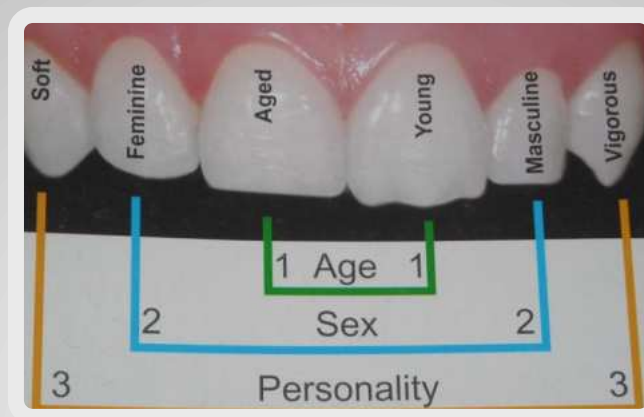 Soft
Feminine
Aged
Young
Masculine
Vigorous
1 Age 1
2 Sex 2
3 Personality 3